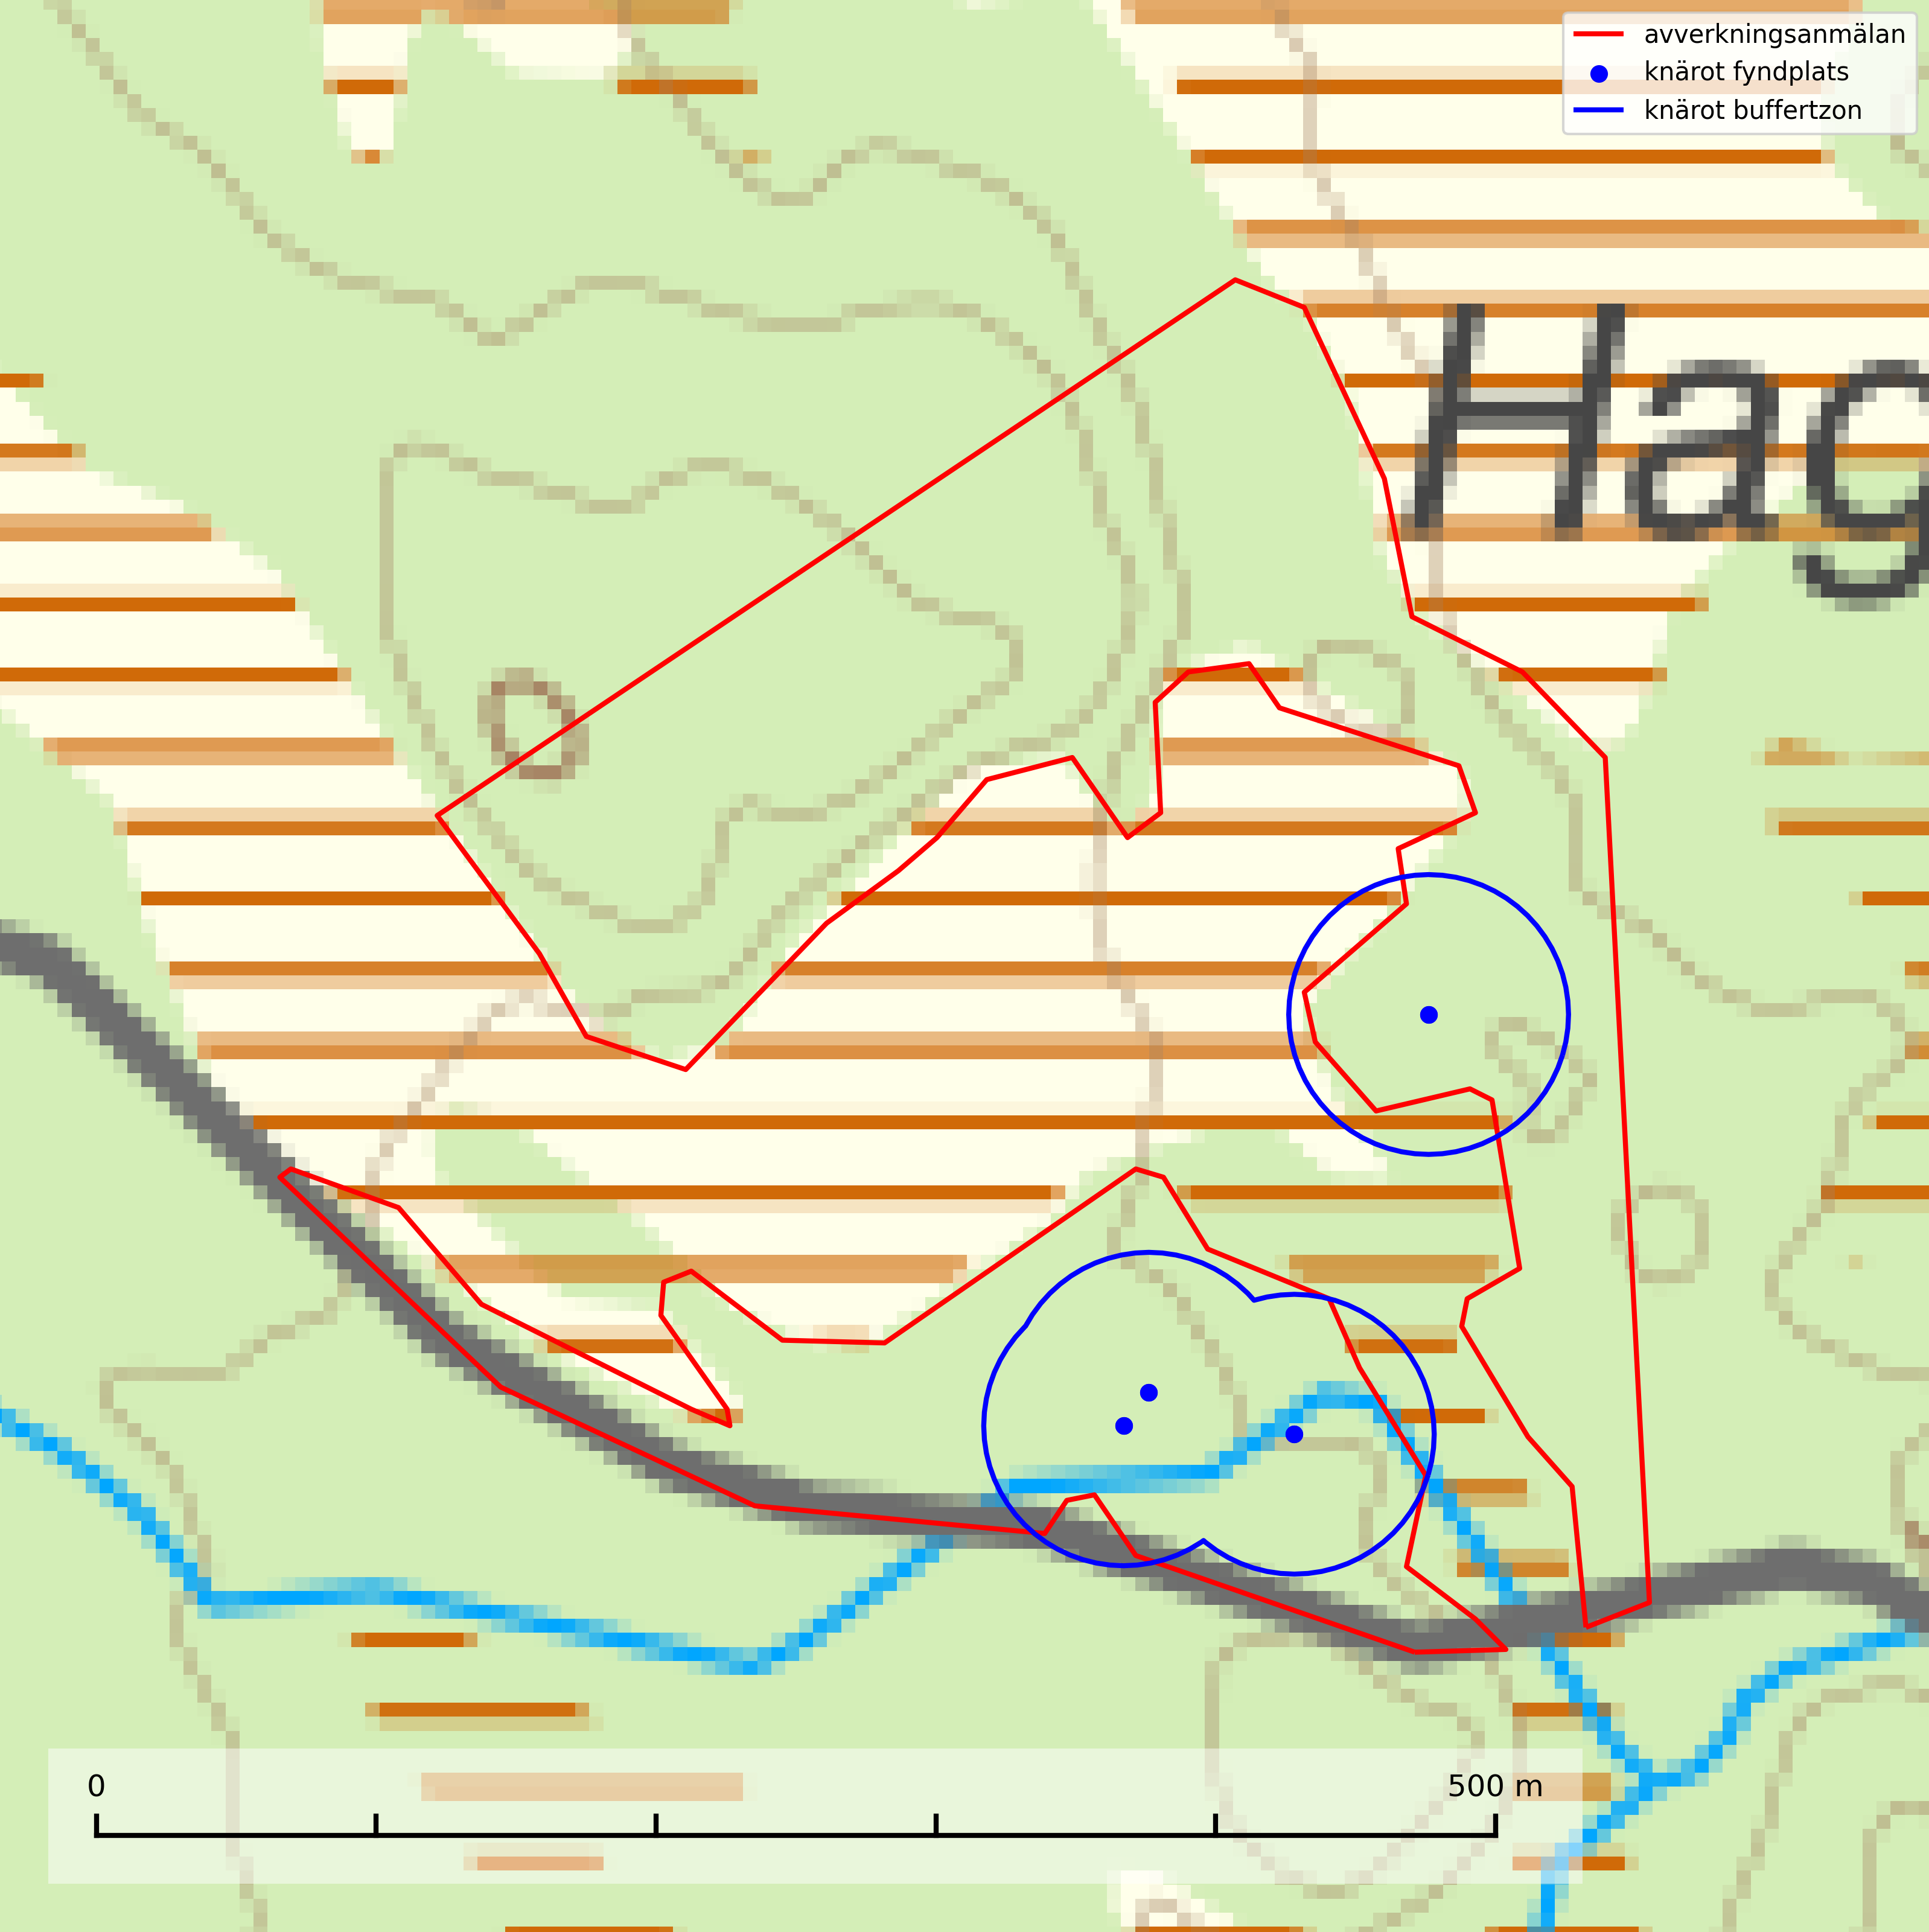 avverkningsanmälan
knärot fyndplats
knärot buffertzon
Hag
0 500 m